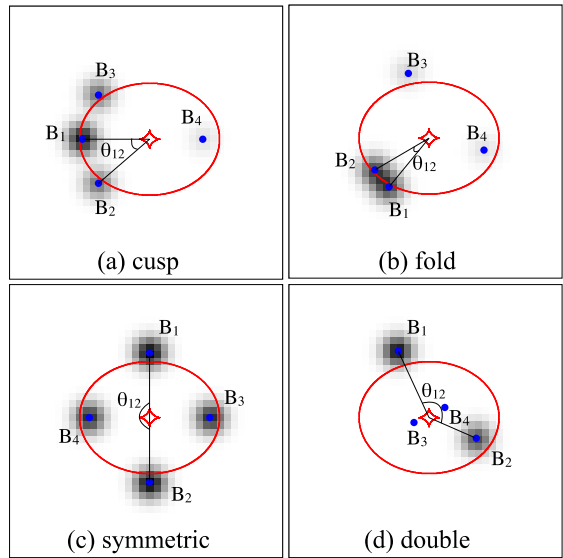 B₃
B₁
B₄
θ₁₂
B₂
(a) cusp
B₃
B₄
B₂
θ₁₂
B₁
(b) fold
B₁
θ₁₂
B₃
B₄
B₂
(c) symmetric
B₁
θ₁₂
B₄
B₃
B₂
(d) double